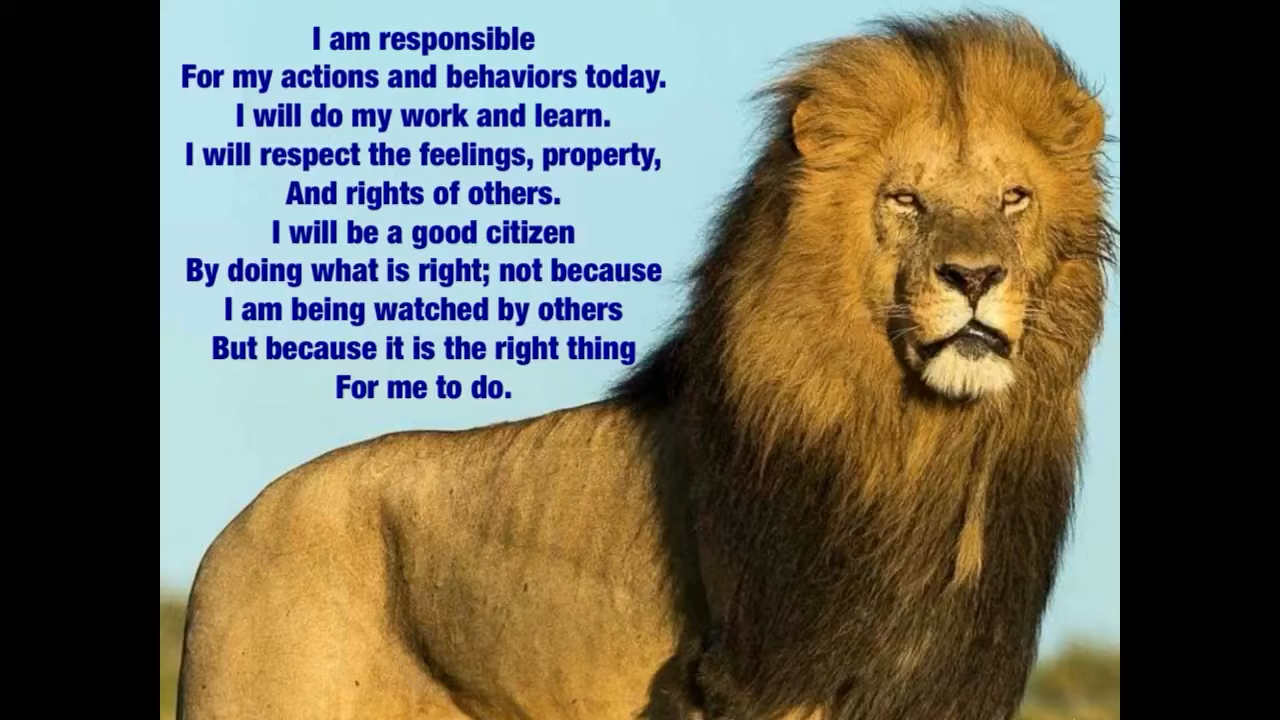 I am responsible
For my actions and behaviors today.
I will do my work and learn.
I will respect the feelings, property,
And rights of others.
I will be a good citizen
By doing what is right; not because
I am being watched by others
But because it is the right thing
For me to do.